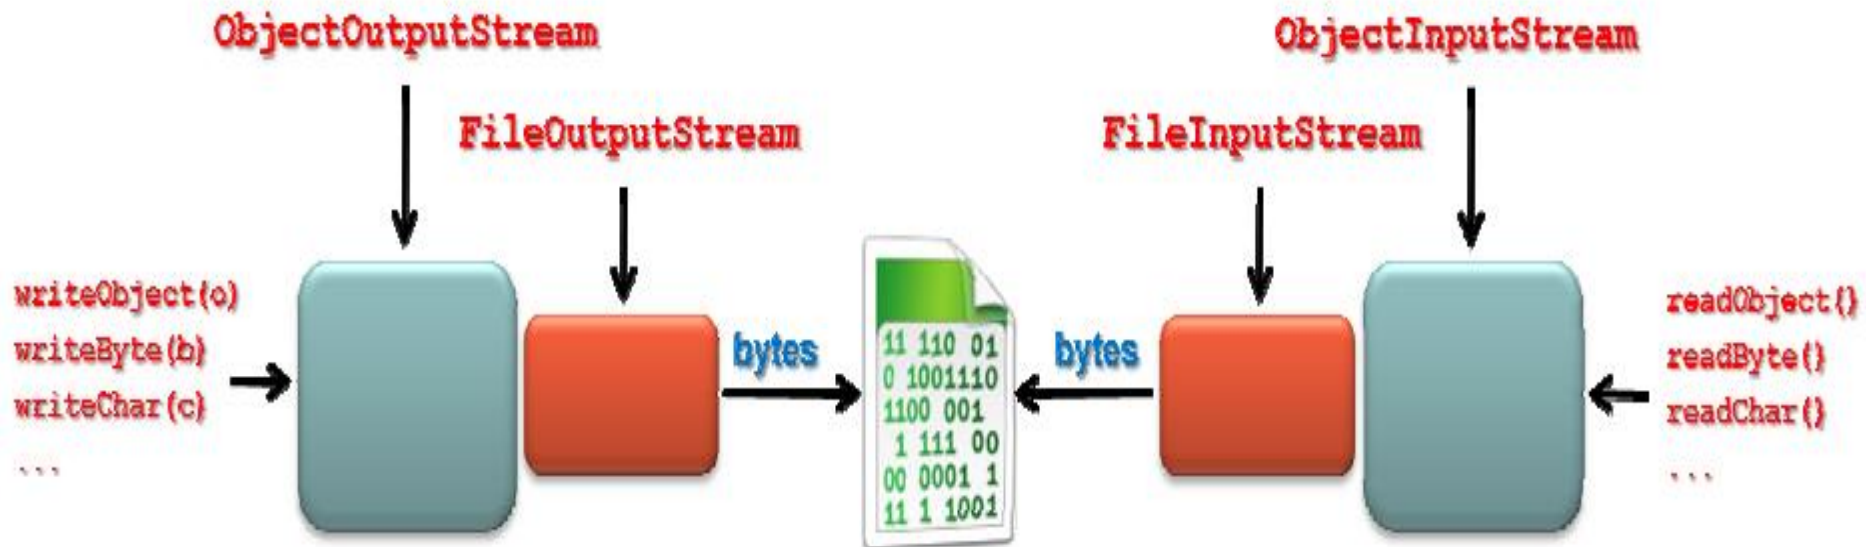 ObjectOutputStream
FileOutputStream
writeObject(o)
writeByte(b)
writeChar(c)
...
bytes
11 110 01
0 1001110
1100 001
1 111 00
00 0001 1
11 1 1001
bytes
ObjectInputStream
FileInputStream
readObject{}
readByte{}
readChar{}
...